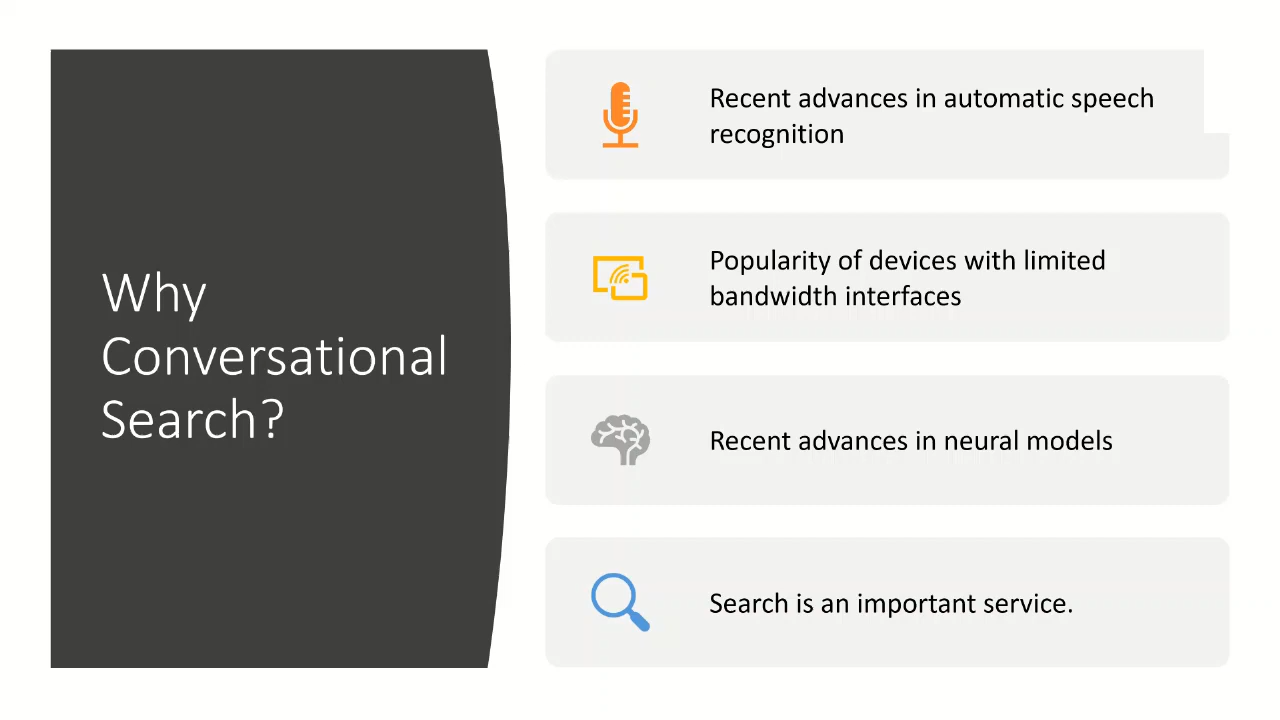 Why
Conversational
Search?
Recent advances in automatic speech
recognition
Popularity of devices with limited
bandwidth interfaces
Recent advances in neural models
Search is an important service.